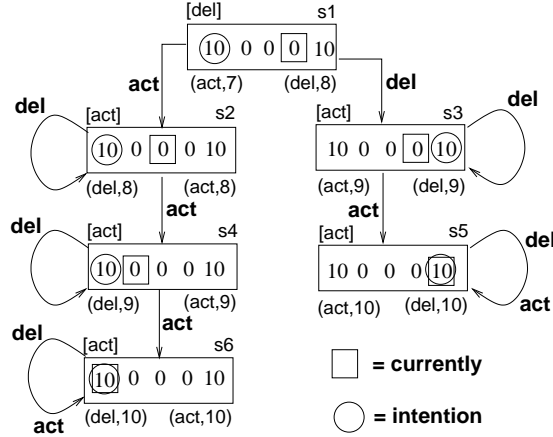 [del] s1
10 0 0 0 10
(act,7) (del,8)
act del
del [act] s2 [act] s3 del
10 0 0 0 10 10 0 0 0 10
(del,8) (act,8) (act,9) (del,9)
act act
del [act] s4 [act] s5 del
10 0 0 0 10 10 0 0 0 10
(del,9) (act,9) (act,10) (del,10) act
act
del [act] s6
10 0 0 0 10 = currently
act (del,10) (act,10)
= intention